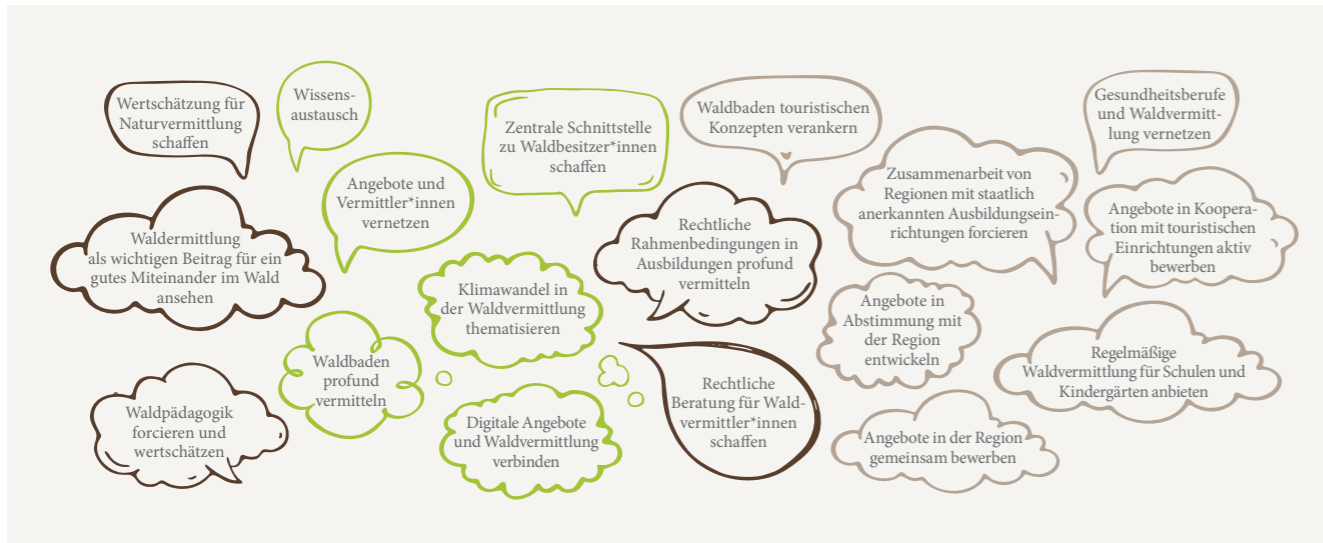 Wertschätzung für
Naturvermittlung
schaffen
Wissens-
austausch
Zentrale Schnittstelle
zu Waldbesitzer*innen
schaffen
Waldbaden touristischen
Konzepten verankern
Gesundheitsberufe
und Waldvermitt-
lung vernetzen
Angebote und
Vermittler*innen
vernetzen
Zusammenarbeit von
Regionen mit staatlich
anerkannten Ausbildungsein-
richtungen forcieren
Waldermittlung
als wichtigen Beitrag für ein
gutes Miteinander im Wald
ansehen
Rechtliche
Rahmenbedingungen in
Ausbildungen profund
vermitteln
Angebote in Koopera-
tion mit touristischen
Einrichtungen aktiv
bewerben
Klimawandel in
der Waldvermittlung
thematisieren
Angebote in
Abstimmung mit
der Region
entwickeln
Waldbaden
profund
vermitteln
Regelmäßige
Waldvermittlung für Schulen und
Kindergärten anbieten
Rechtliche
Beratung für Wald-
vermittler*innen
schaffen
Waldpädagogik
forcieren und
wertschätzen
Digitale Angebote
und Waldvermittlung
verbinden
Angebote in der Region
gemeinsam bewerben